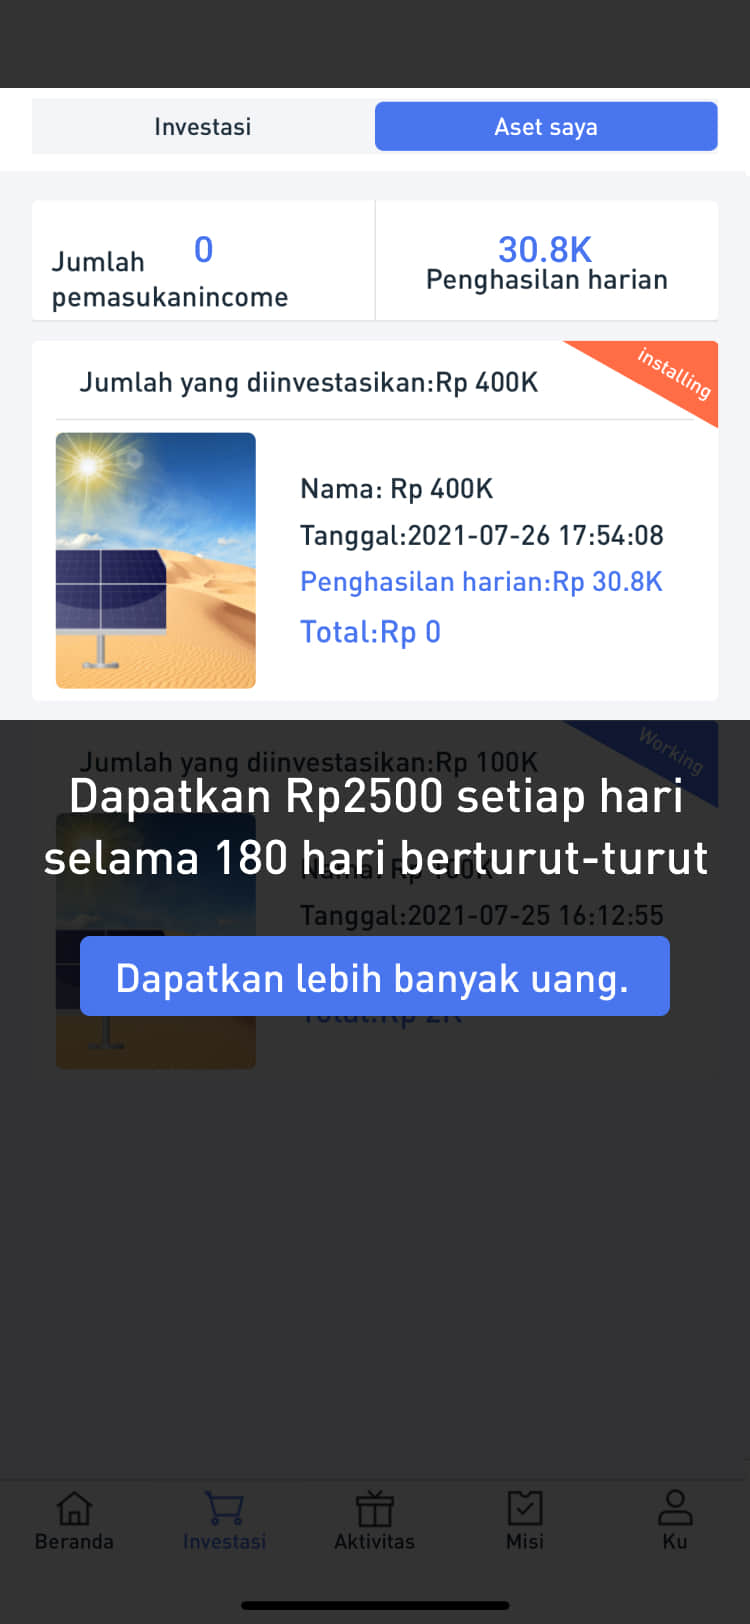 Investasi
Aset saya
0
Jumlah
pemasukanincome
30.8K
Penghasilan harian
installing
Jumlah yang diinvestasikan:Rp 400K
Nama: Rp 400K
Tanggal:2021-07-26 17:54:08
Penghasilan harian:Rp 30.8K
Total:Rp 0
Working
Jumlah yang diinvestasikan:Rp 100K
Dapatkan Rp2500 setiap hari
selama 180 hari berturut-turut
Nama: Rp 100K
Tanggal:2021-07-25 16:12:55
Dapatkan lebih banyak uang.
Total:Rp 2K
Beranda
Investasi
Aktivitas
Misi
Ku